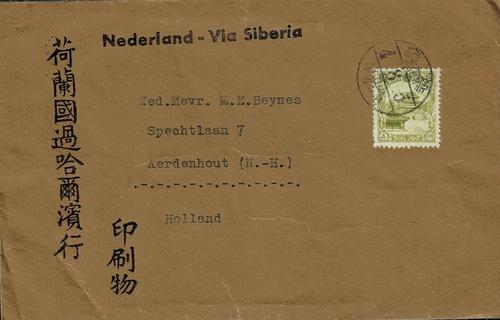 Nederland - Via Siberia
荷蘭國過哈爾濱行
Wed.Mevr. M.E.Beynes
Spechtlaan 7
Aerdenhout (N.-H.)
Holland
印刷物